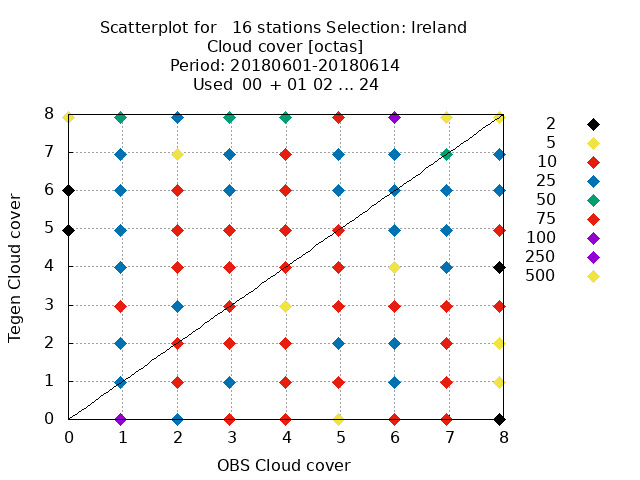 Scatterplot for   16 stations Selection: Ireland
Cloud cover [octas]
Period: 20180601-20180614
Used  00 + 01 02 ... 24
8
7
6
5
4
3
2
1
0
Tegen Cloud cover
0 1 2 3 4 5 6 7 8
OBS Cloud cover
2
5
10
25
50
75
100
250
500